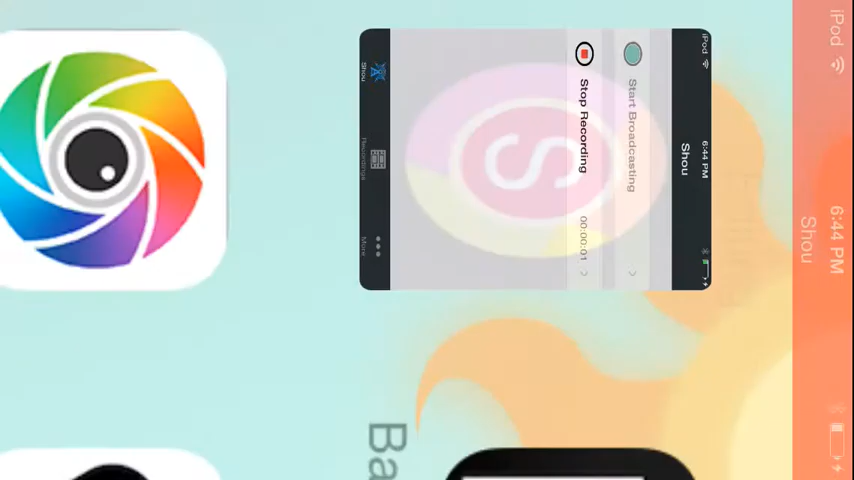 iPod
6:44 PM
Shou
iPod
6:44 PM
Shou
Start Broadcasting
Stop Recording
00:00:01
S
Shou
Recordings
More
Ba